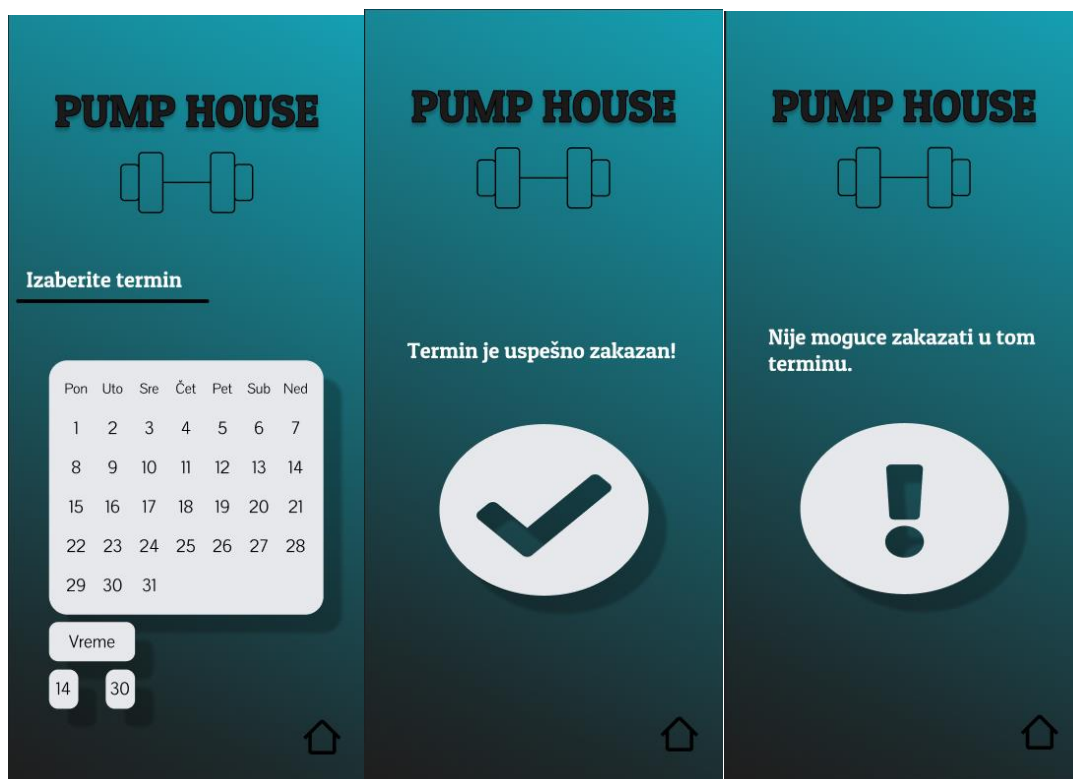 PUMP HOUSE
Izaberite termin
Pon Uto Sre Čet Pet Sub Ned
1 2 3 4 5 6 7
8 9 10 11 12 13 14
15 16 17 18 19 20 21
22 23 24 25 26 27 28
29 30 31
Vreme
14 30
PUMP HOUSE
Termin je uspešno zakazan!
PUMP HOUSE
Nije moguce zakazati u tom
terminu.